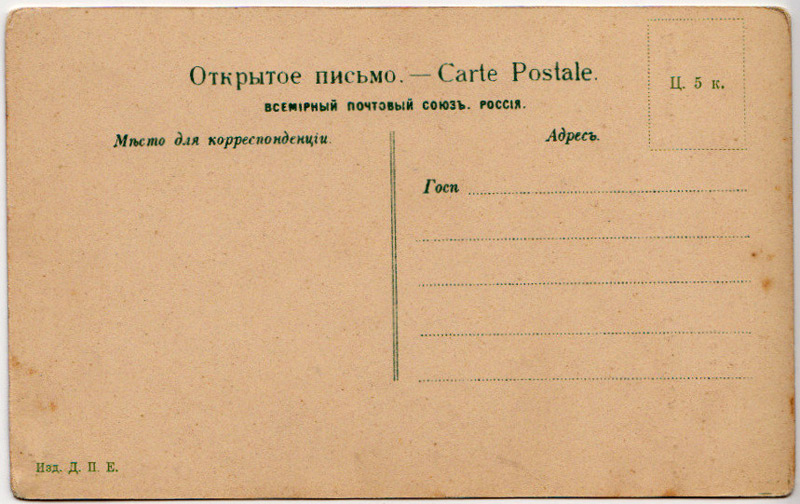 Открытое письмо. — Carte Postale.
Ц. 5 к.
ВСЕМІРНЫЙ ПОЧТОВЫЙ СОЮЗЪ. РОССІЯ.
Мѣсто для корреспонденціи.
Адресъ.
Госп
Изд. Д. П. Е.